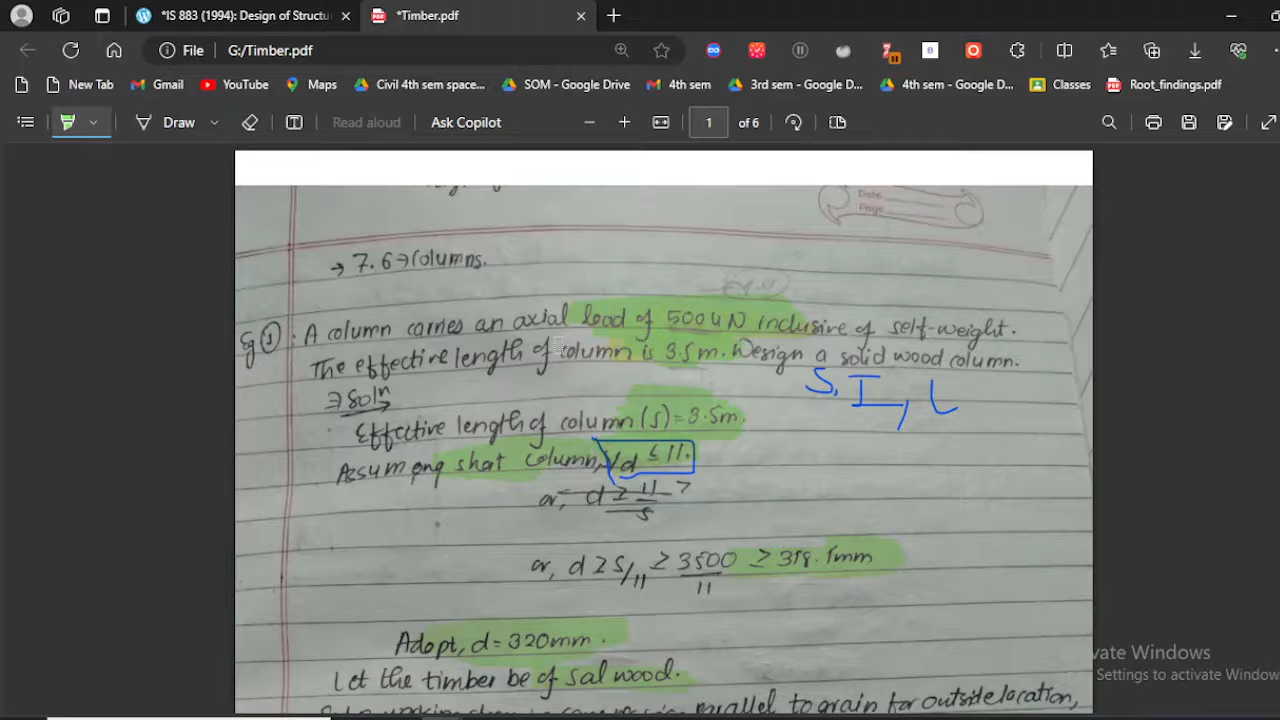 *IS 883 (1994): Design of Structu
*Timber.pdf
File G:/Timber.pdf
New Tab Gmail YouTube Maps Civil 4th sem space... SOM - Google Drive 4th sem 3rd sem - Google D... 4th sem - Google D... Classes Root_findings.pdf
Draw Read aloud Ask Copilot 1 of 6
Date
Page
→ 7.6 → Columns.
Eg ①: A column carries an axial load of 500 kN inclusive of self-weight.
The effective length of column is 3.5m. Design a solid wood column.
⇒ Soln
S, I, L
Effective length of column (S) = 3.5m.
Assuming short column, S/d ≤ 11.
or, d ≥ 11/S
or, d ≥ S/11 ≥ 3500/11 ≥ 318.1mm
Adopt, d = 320mm.
Let the timber be of sal wood.
parallel to grain for outside location,
vate Windows
Settings to activate Window